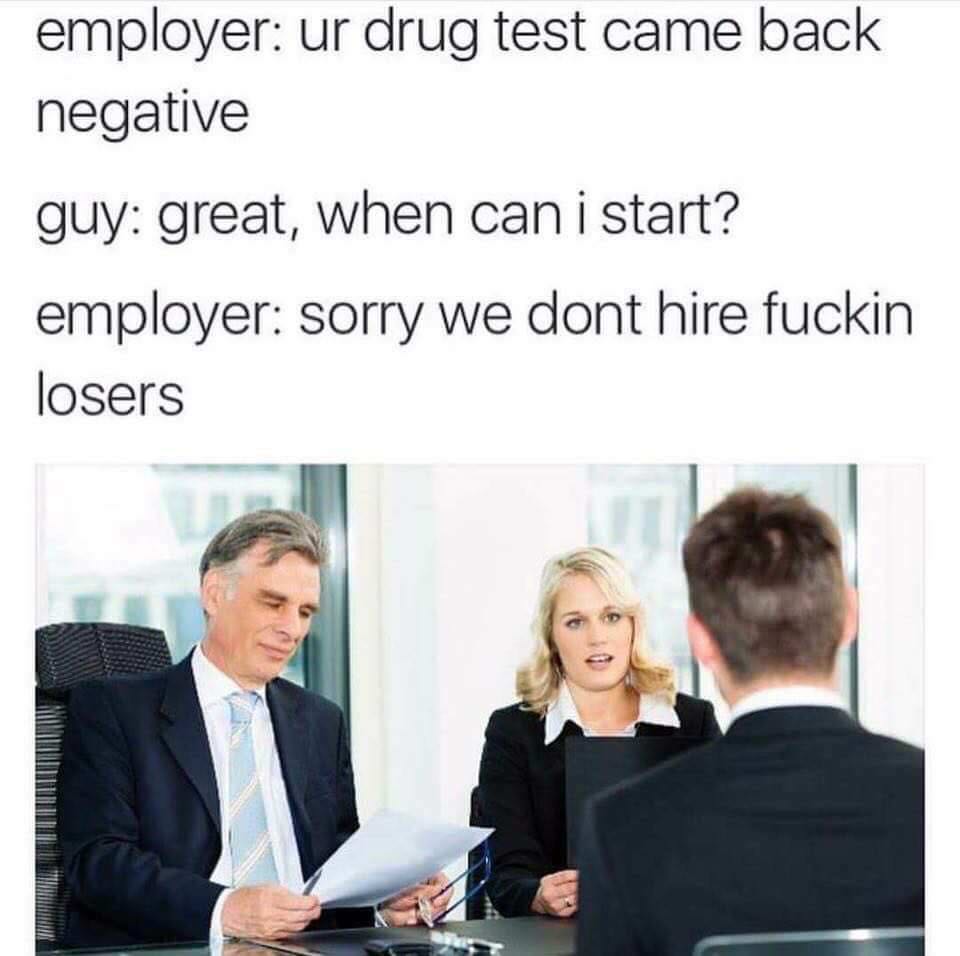 employer: ur drug test came back
negative
guy: great, when can i start?
employer: sorry we dont hire fuckin
losers